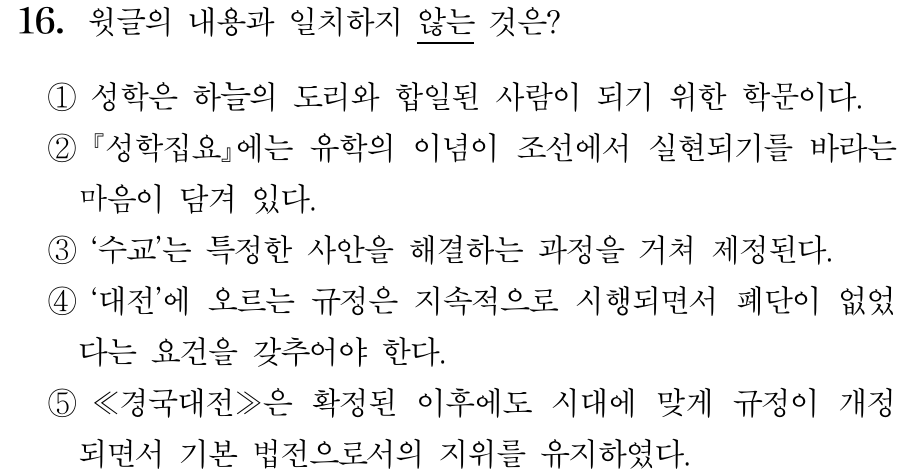 16. 윗글의 내용과 일치하지 않는 것은?
① 성학은 하늘의 도리와 합일된 사람이 되기 위한 학문이다.
② 『성학집요』에는 유학의 이념이 조선에서 실현되기를 바라는
마음이 담겨 있다.
③ ‘수교’는 특정한 사안을 해결하는 과정을 거쳐 제정된다.
④ ‘대전’에 오르는 규정은 지속적으로 시행되면서 폐단이 없었
다는 요건을 갖추어야 한다.
⑤ ≪경국대전≫은 확정된 이후에도 시대에 맞게 규정이 개정
되면서 기본 법전으로서의 지위를 유지하였다.